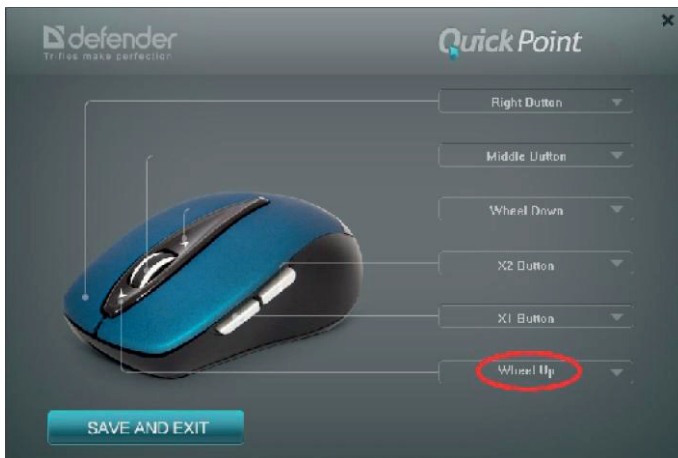 defender
Trifles make perfection
Quick Point
Right Button
Middle Button
Wheel Down
X2 Button
X1 Button
Wheel Up
SAVE AND EXIT